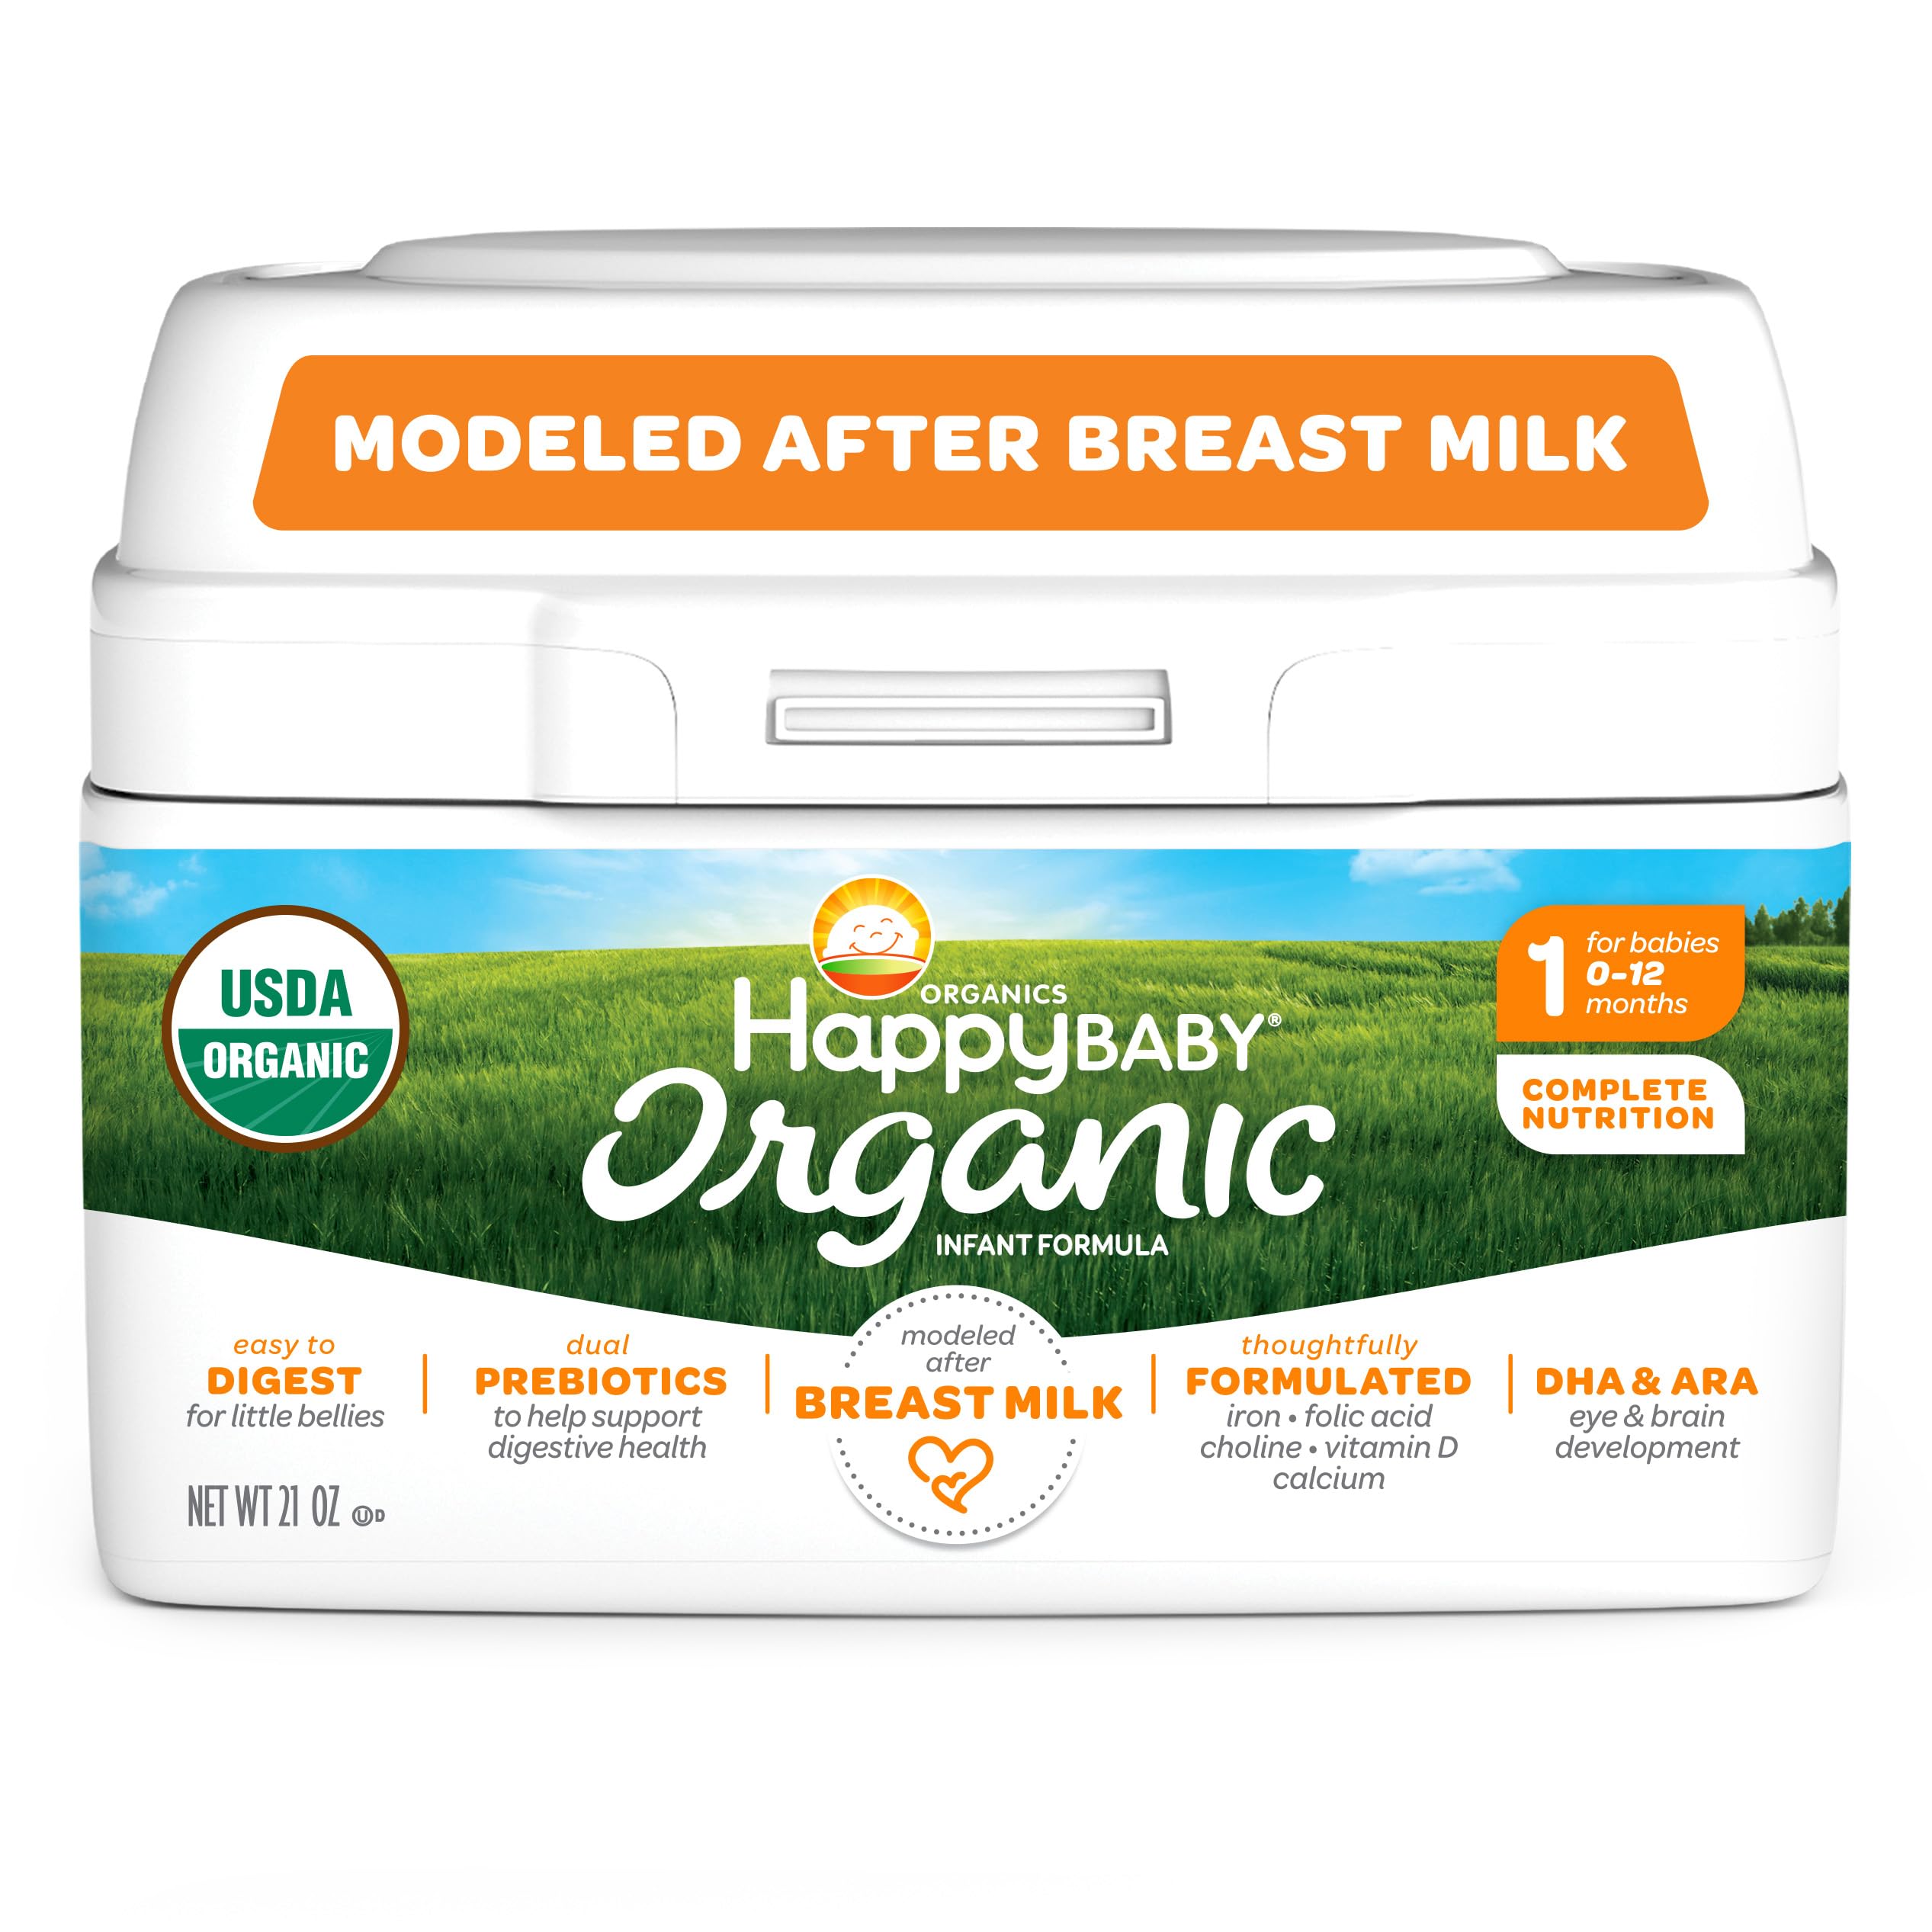 MODELED AFTER BREAST MILK
USDA
ORGANIC
ORGANICS
HappyBABY®
Organic
INFANT FORMULA
1
for babies
0-12
months
COMPLETE
NUTRITION
easy to
DIGEST
for little bellies
dual
PREBIOTICS
to help support
digestive health
modeled
after
BREAST MILK
thoughtfully
FORMULATED
iron • folic acid
choline • vitamin D
calcium
DHA & ARA
eye & brain
development
NET WT 21 OZ ⓊD